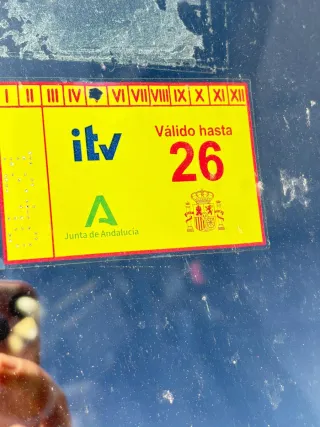 I II III IV VI VII VIII IX X XI XII
itv
Válido hasta
26
Junta de Andalucía